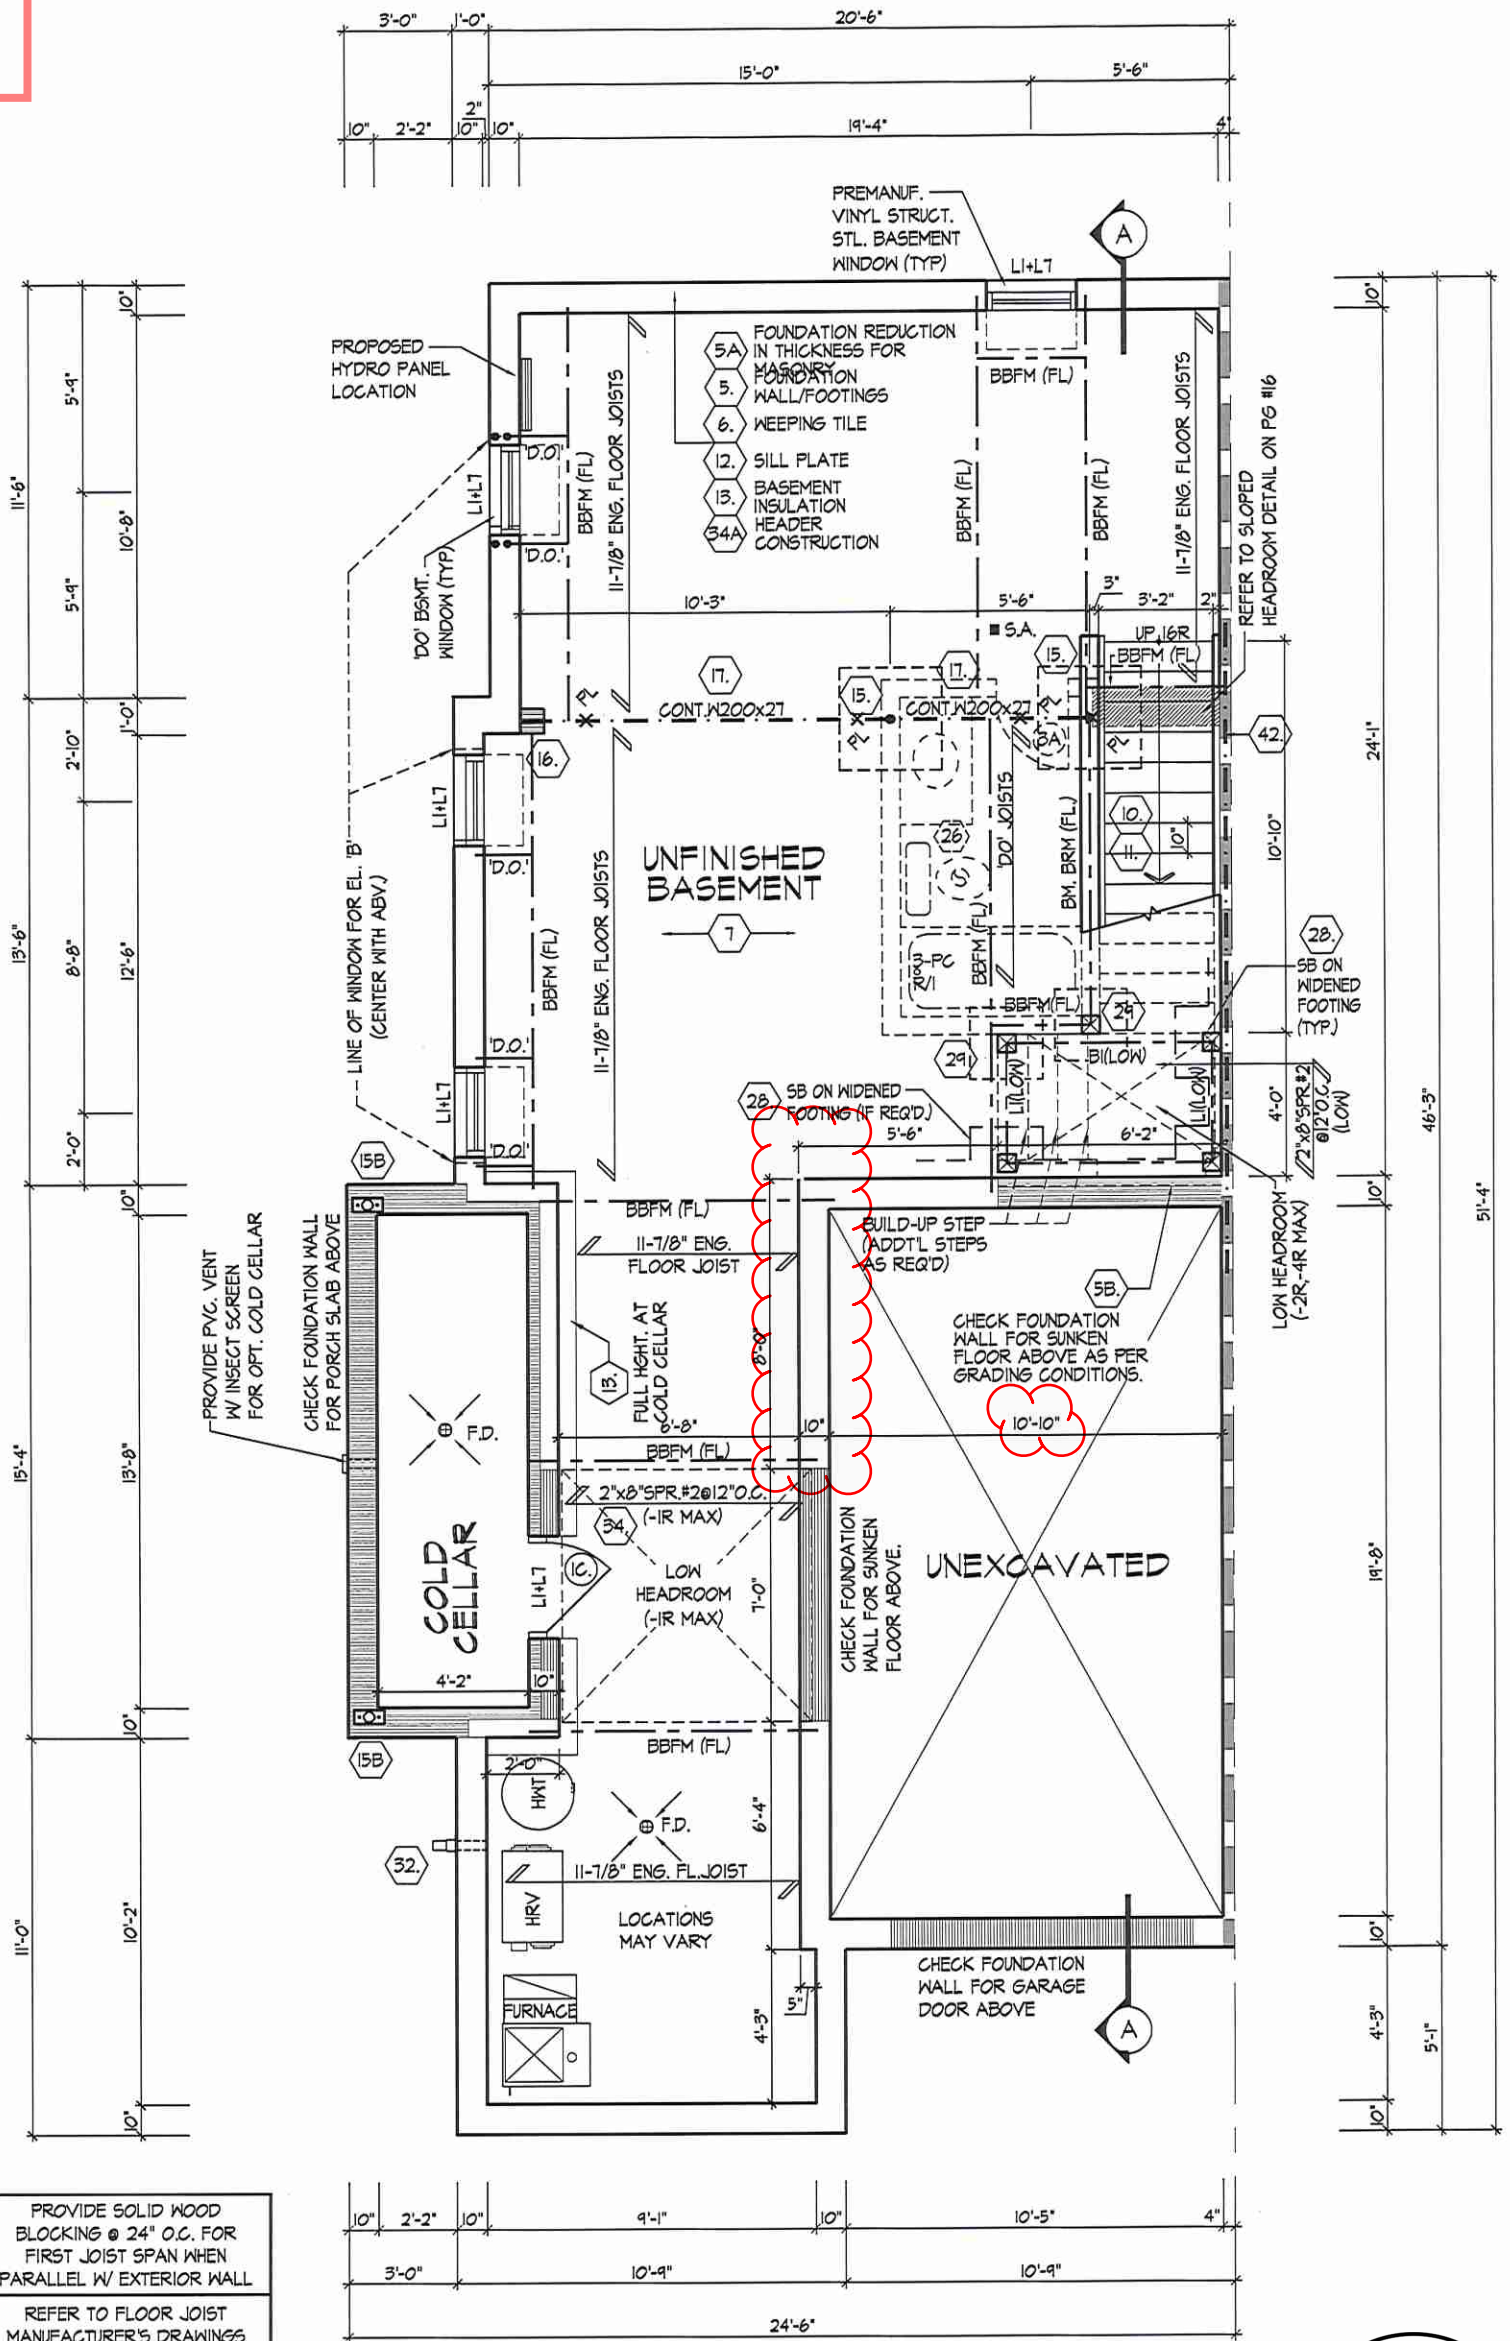 3'-0"
1'-0"
20'-6"
15'-0"
5'-6"
2"
10"
2'-2"
10"
10"
19'-4"
4"
PREMANUF.
VINYL STRUCT.
STL. BASEMENT
WINDOW (TYP)
L1+L7
A
10"
5'-9"
11'-6"
10'-8"
5'-9"
PROPOSED
HYDRO PANEL
LOCATION
5A
FOUNDATION REDUCTION
IN THICKNESS FOR
MASONRY
5.
FOUNDATION
WALL/FOOTINGS
6.
WEEPING TILE
12.
SILL PLATE
13.
BASEMENT
INSULATION
34A
HEADER
CONSTRUCTION
BBFM (FL)
11-7/8" ENG. FLOOR JOISTS
11-7/8" ENG. FLOOR JOISTS
10"
REFER TO SLOPED
HEADROOM DETAIL ON PG #16
'D.O.'
L1+L7
BBFM (FL)
BBFM (FL)
BBFM (FL)
'D.O.'
'DO' BSMT.
WINDOW (TYP)
10'-3"
5'-6"
3"
3'-2"
2"
S.A.
UP 16R
BBFM (FL)
17.
15.
17.
15.
PL
CONT.W200x27
CONT.W200x27
PL
PL
PL
3A
42.
16.
1'-0"
2'-10"
13'-6"
8'-8"
12'-6"
2'-0"
10"
24'-1"
10'-10"
46'-3"
51'-4"
L1+L7
'D.O.'
LINE OF WINDOW FOR EL. 'B'
(CENTER WITH ABV.)
BBFM (FL)
11-7/8" ENG. FLOOR JOISTS
UNFINISHED
BASEMENT
7
26
'DO' JOISTS
BM. BRM (FL)
10.
11.
10"
3-PC
R/I
BBFM (FL)
BBFM(FL)
29
29
B1(LOW)
L1(LOW)
L1(LOW)
28.
SB ON
WIDENED
FOOTING
(TYP.)
4'-0"
2"x8"SPR.#2
@12"O.C.
(LOW)
'D.O.'
L1+L7
'D.O.'
28
SB ON WIDENED
FOOTING (IF REQ'D.)
5'-6"
6'-2"
15B
BBFM (FL)
11-7/8" ENG.
FLOOR JOIST
BUILD-UP STEP
(ADDT'L STEPS
AS REQ'D)
5B.
LOW HEADROOM
(-2R,-4R MAX)
10"
PROVIDE PVC. VENT
W/ INSECT SCREEN
FOR OPT. COLD CELLAR
CHECK FOUNDATION WALL
FOR PORCH SLAB ABOVE
13.
FULL HGHT. AT
COLD CELLAR
8'-0"
CHECK FOUNDATION
WALL FOR SUNKEN
FLOOR ABOVE AS PER
GRADING CONDITIONS.
F.D.
6'-8"
10"
10'-10"
BBFM (FL)
2"x8"SPR.#2@12"O.C.
(-1R MAX)
34.
15'-4"
13'-8"
COLD
CELLAR
1C.
L1+L7
LOW
HEADROOM
(-1R MAX)
7'-0"
CHECK FOUNDATION
WALL FOR SUNKEN
FLOOR ABOVE.
UNEXCAVATED
19'-8"
4'-2"
10"
10"
15B
BBFM (FL)
2'-0"
HWT
F.D.
6'-4"
32.
11-7/8" ENG. FL.JOIST
HRV
LOCATIONS
MAY VARY
11'-0"
10'-2"
10"
CHECK FOUNDATION
WALL FOR GARAGE
DOOR ABOVE
A
10"
4'-3"
5'-1"
10"
5"
FURNACE
4'-3"
10"
2'-2"
10"
9'-1"
10"
10'-5"
4"
3'-0"
10'-9"
10'-9"
24'-6"
PROVIDE SOLID WOOD
BLOCKING @ 24" O.C. FOR
FIRST JOIST SPAN WHEN
PARALLEL W/ EXTERIOR WALL
REFER TO FLOOR JOIST
MANUFACTURER'S DRAWINGS